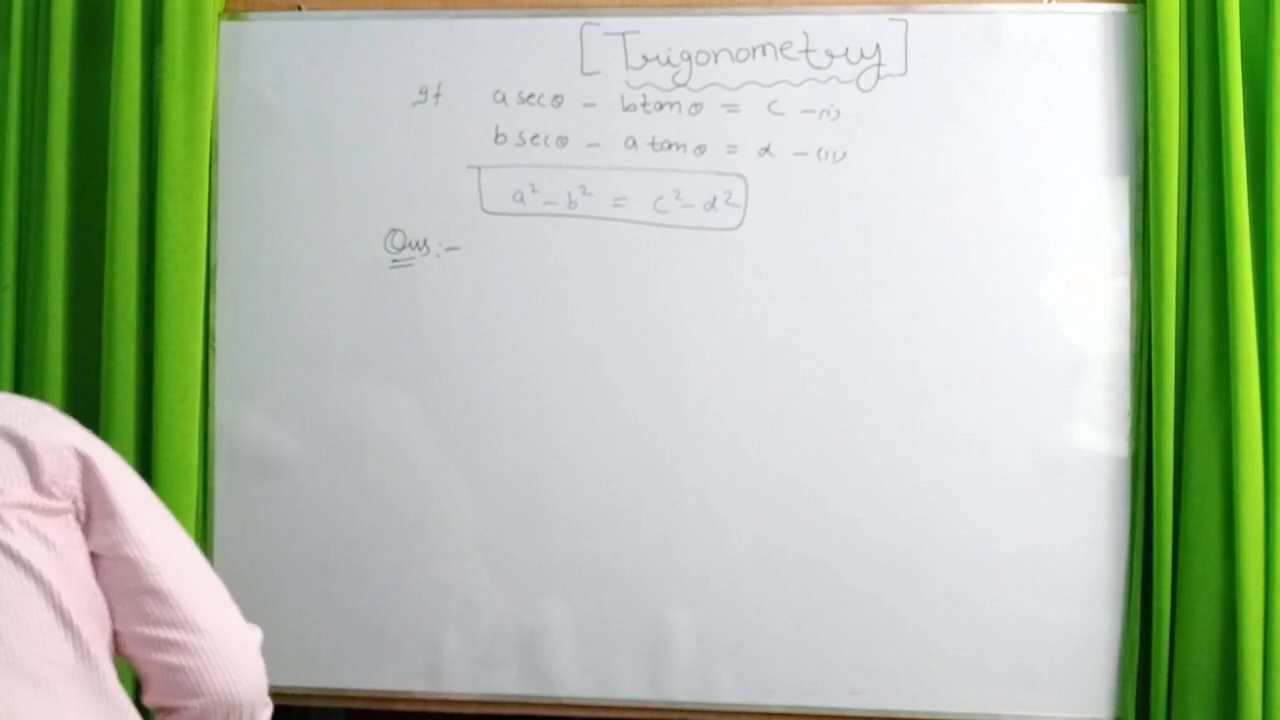 [Trigonometry]
If a secθ - b tanθ = c -(i)
b secθ - a tanθ = d -(ii)
a² - b² = c² - d²
Ans:-